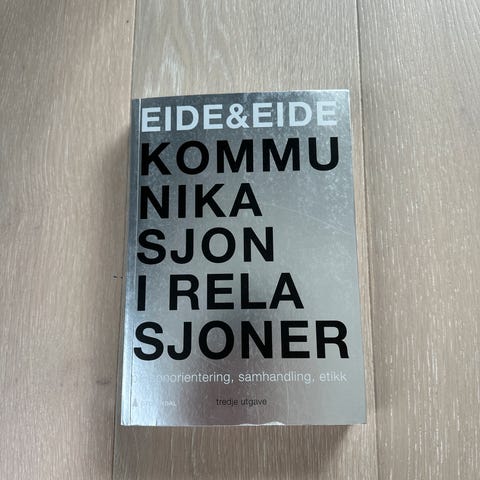 EIDE&EIDE
KOMMU
NIKA
SJON
I RELA
SJONER
samhandling, etikk
tredje utgave